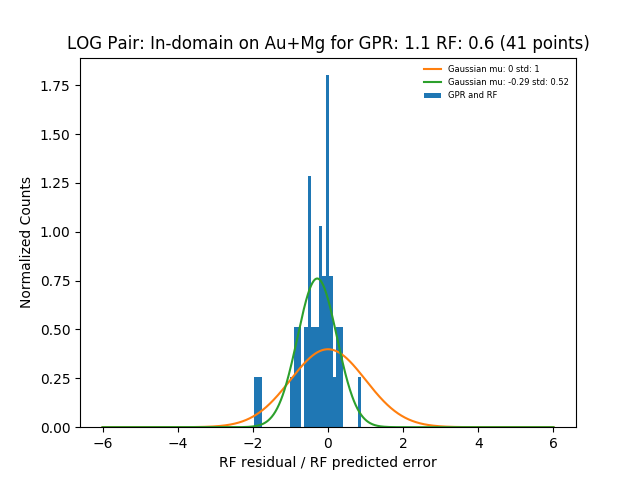 LOG Pair: In-domain on Au+Mg for GPR: 1.1 RF: 0.6 (41 points)
Gaussian mu: 0 std: 1
Gaussian mu: -0.29 std: 0.52
GPR and RF
Normalized Counts
1.75
1.50
1.25
1.00
0.75
0.50
0.25
0.00
−6 −4 −2 0 2 4 6
RF residual / RF predicted error